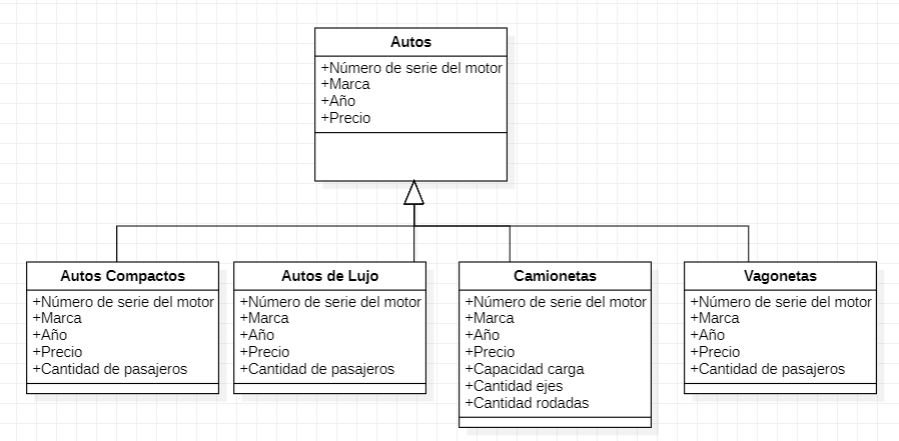 Autos
+Número de serie del motor
+Marca
+Año
+Precio
Autos Compactos
+Número de serie del motor
+Marca
+Año
+Precio
+Cantidad de pasajeros
Autos de Lujo
+Número de serie del motor
+Marca
+Año
+Precio
+Cantidad de pasajeros
Camionetas
+Número de serie del motor
+Marca
+Año
+Precio
+Capacidad carga
+Cantidad ejes
+Cantidad rodadas
Vagonetas
+Número de serie del motor
+Marca
+Año
+Precio
+Cantidad de pasajeros